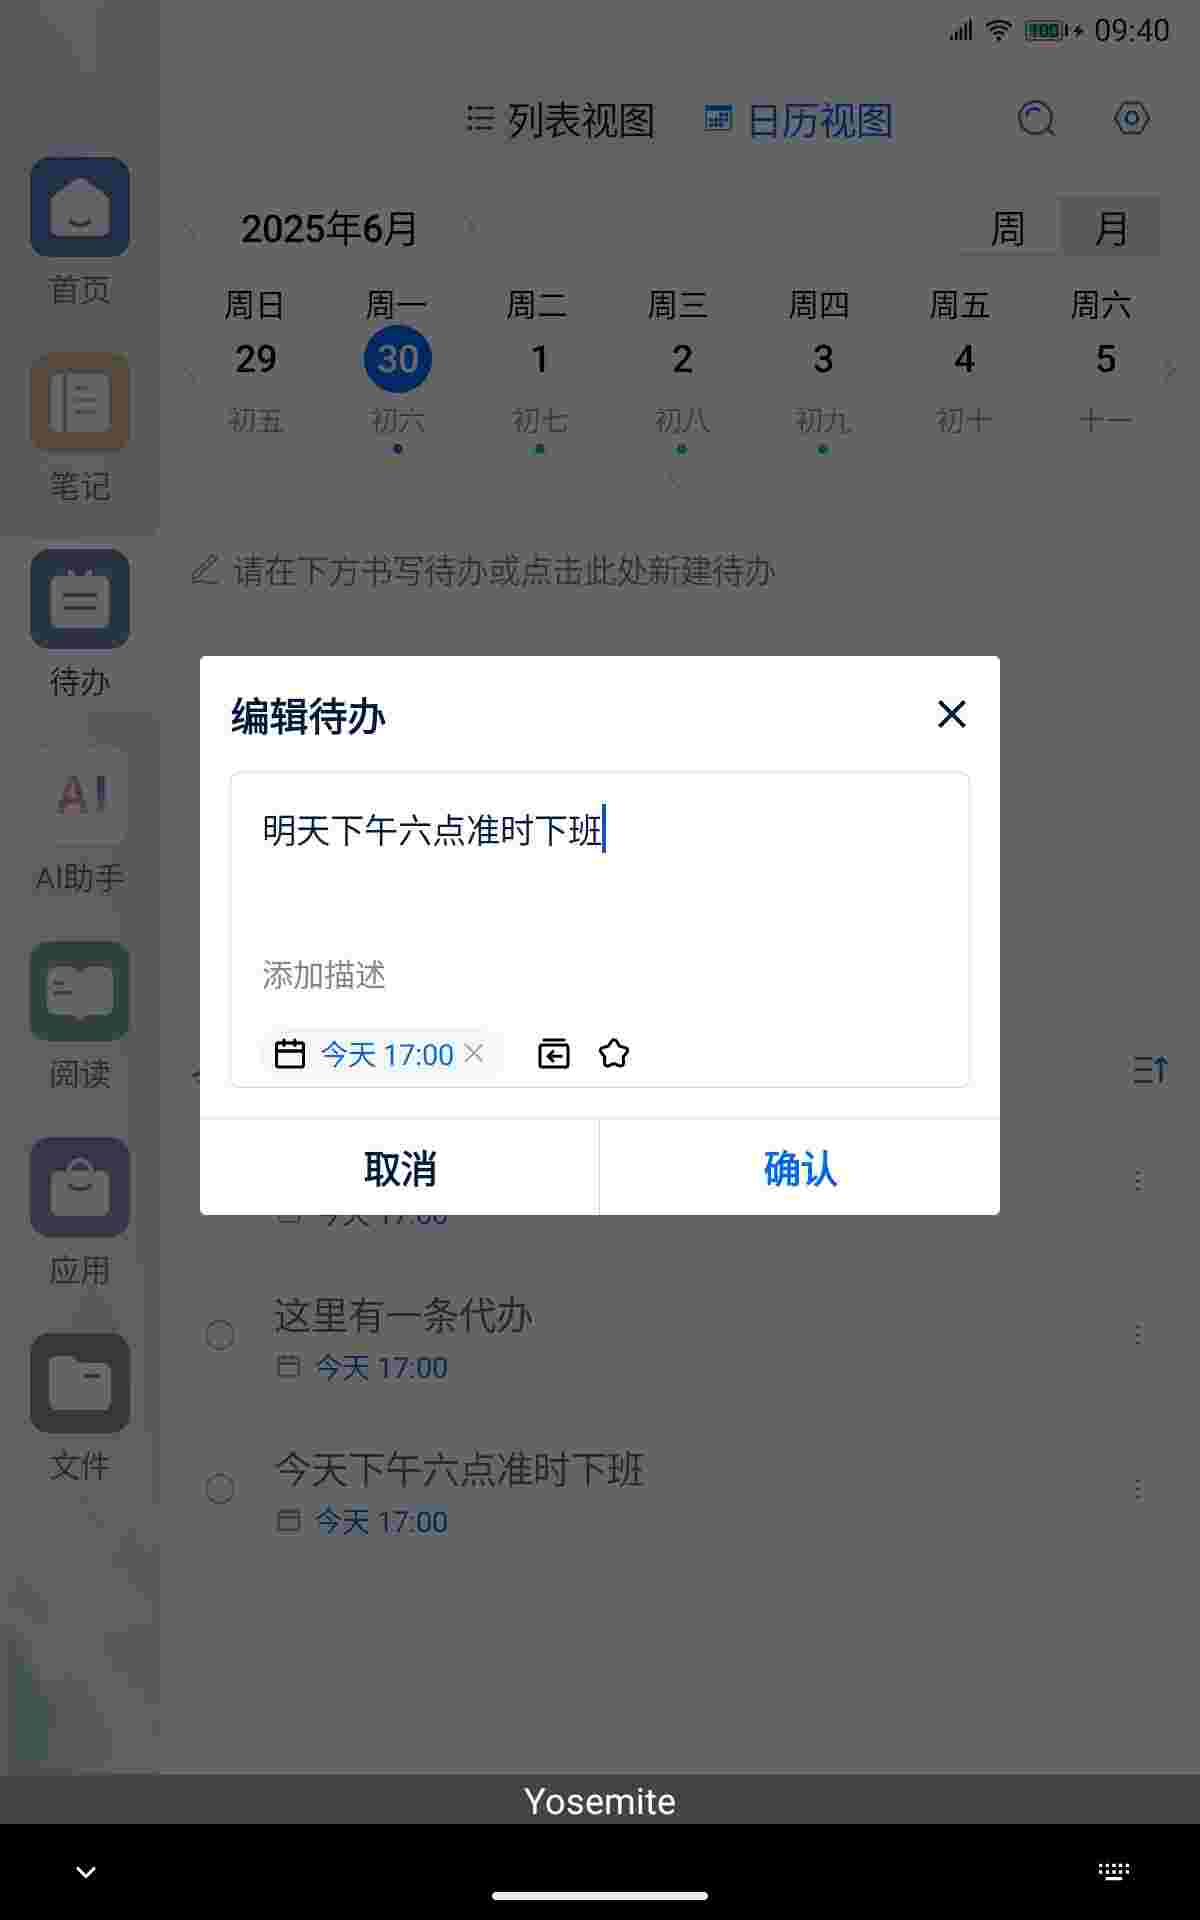 09:40
100
列表视图
日历视图
2025年6月
周
月
周日 周一 周二 周三 周四 周五 周六
29 30 1 2 3 4 5
初五 初六 初七 初八 初九 初十 十一
请在下方书写待办或点击此处新建待办
首页
笔记
待办
AI
AI助手
阅读
应用
文件
编辑待办
明天下午六点准时下班
添加描述
今天 17:00
取消
确认
今天 17:00
这里有一条代办
今天 17:00
今天下午六点准时下班
今天 17:00
Yosemite